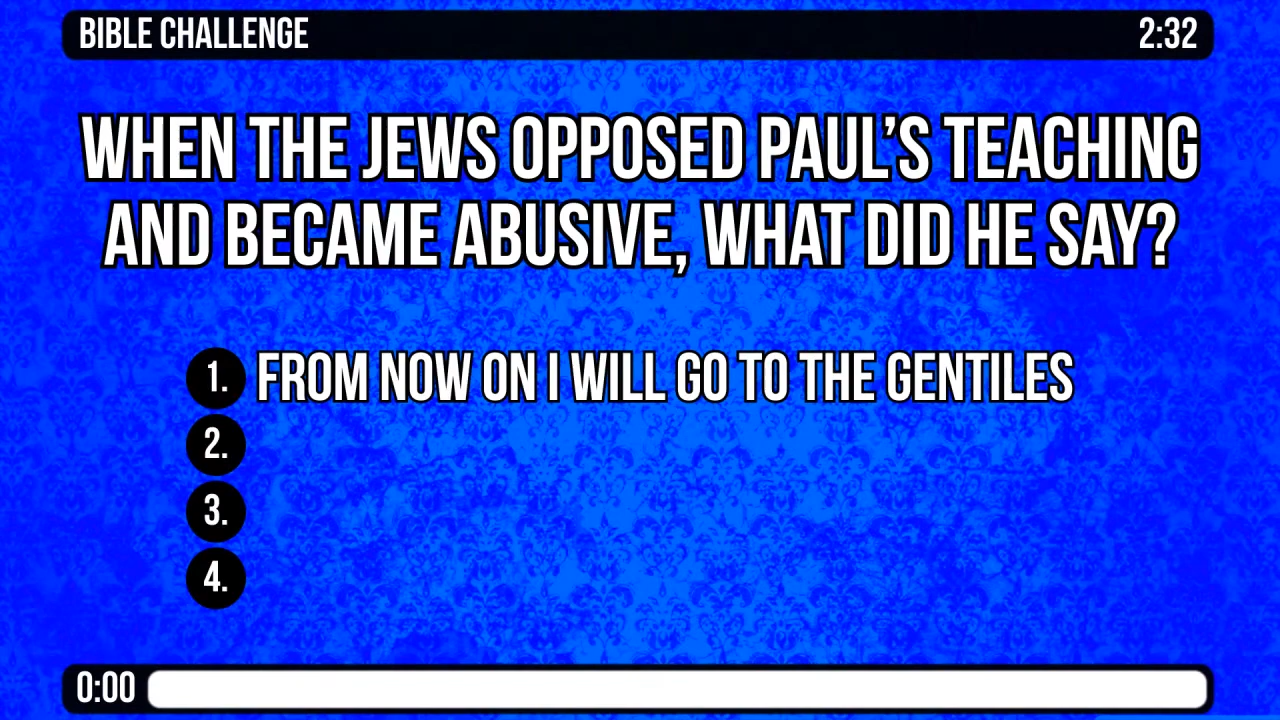 BIBLE CHALLENGE 2:32
WHEN THE JEWS OPPOSED PAUL’S TEACHING
AND BECAME ABUSIVE, WHAT DID HE SAY?
1. FROM NOW ON I WILL GO TO THE GENTILES
2.
3.
4.
0:00